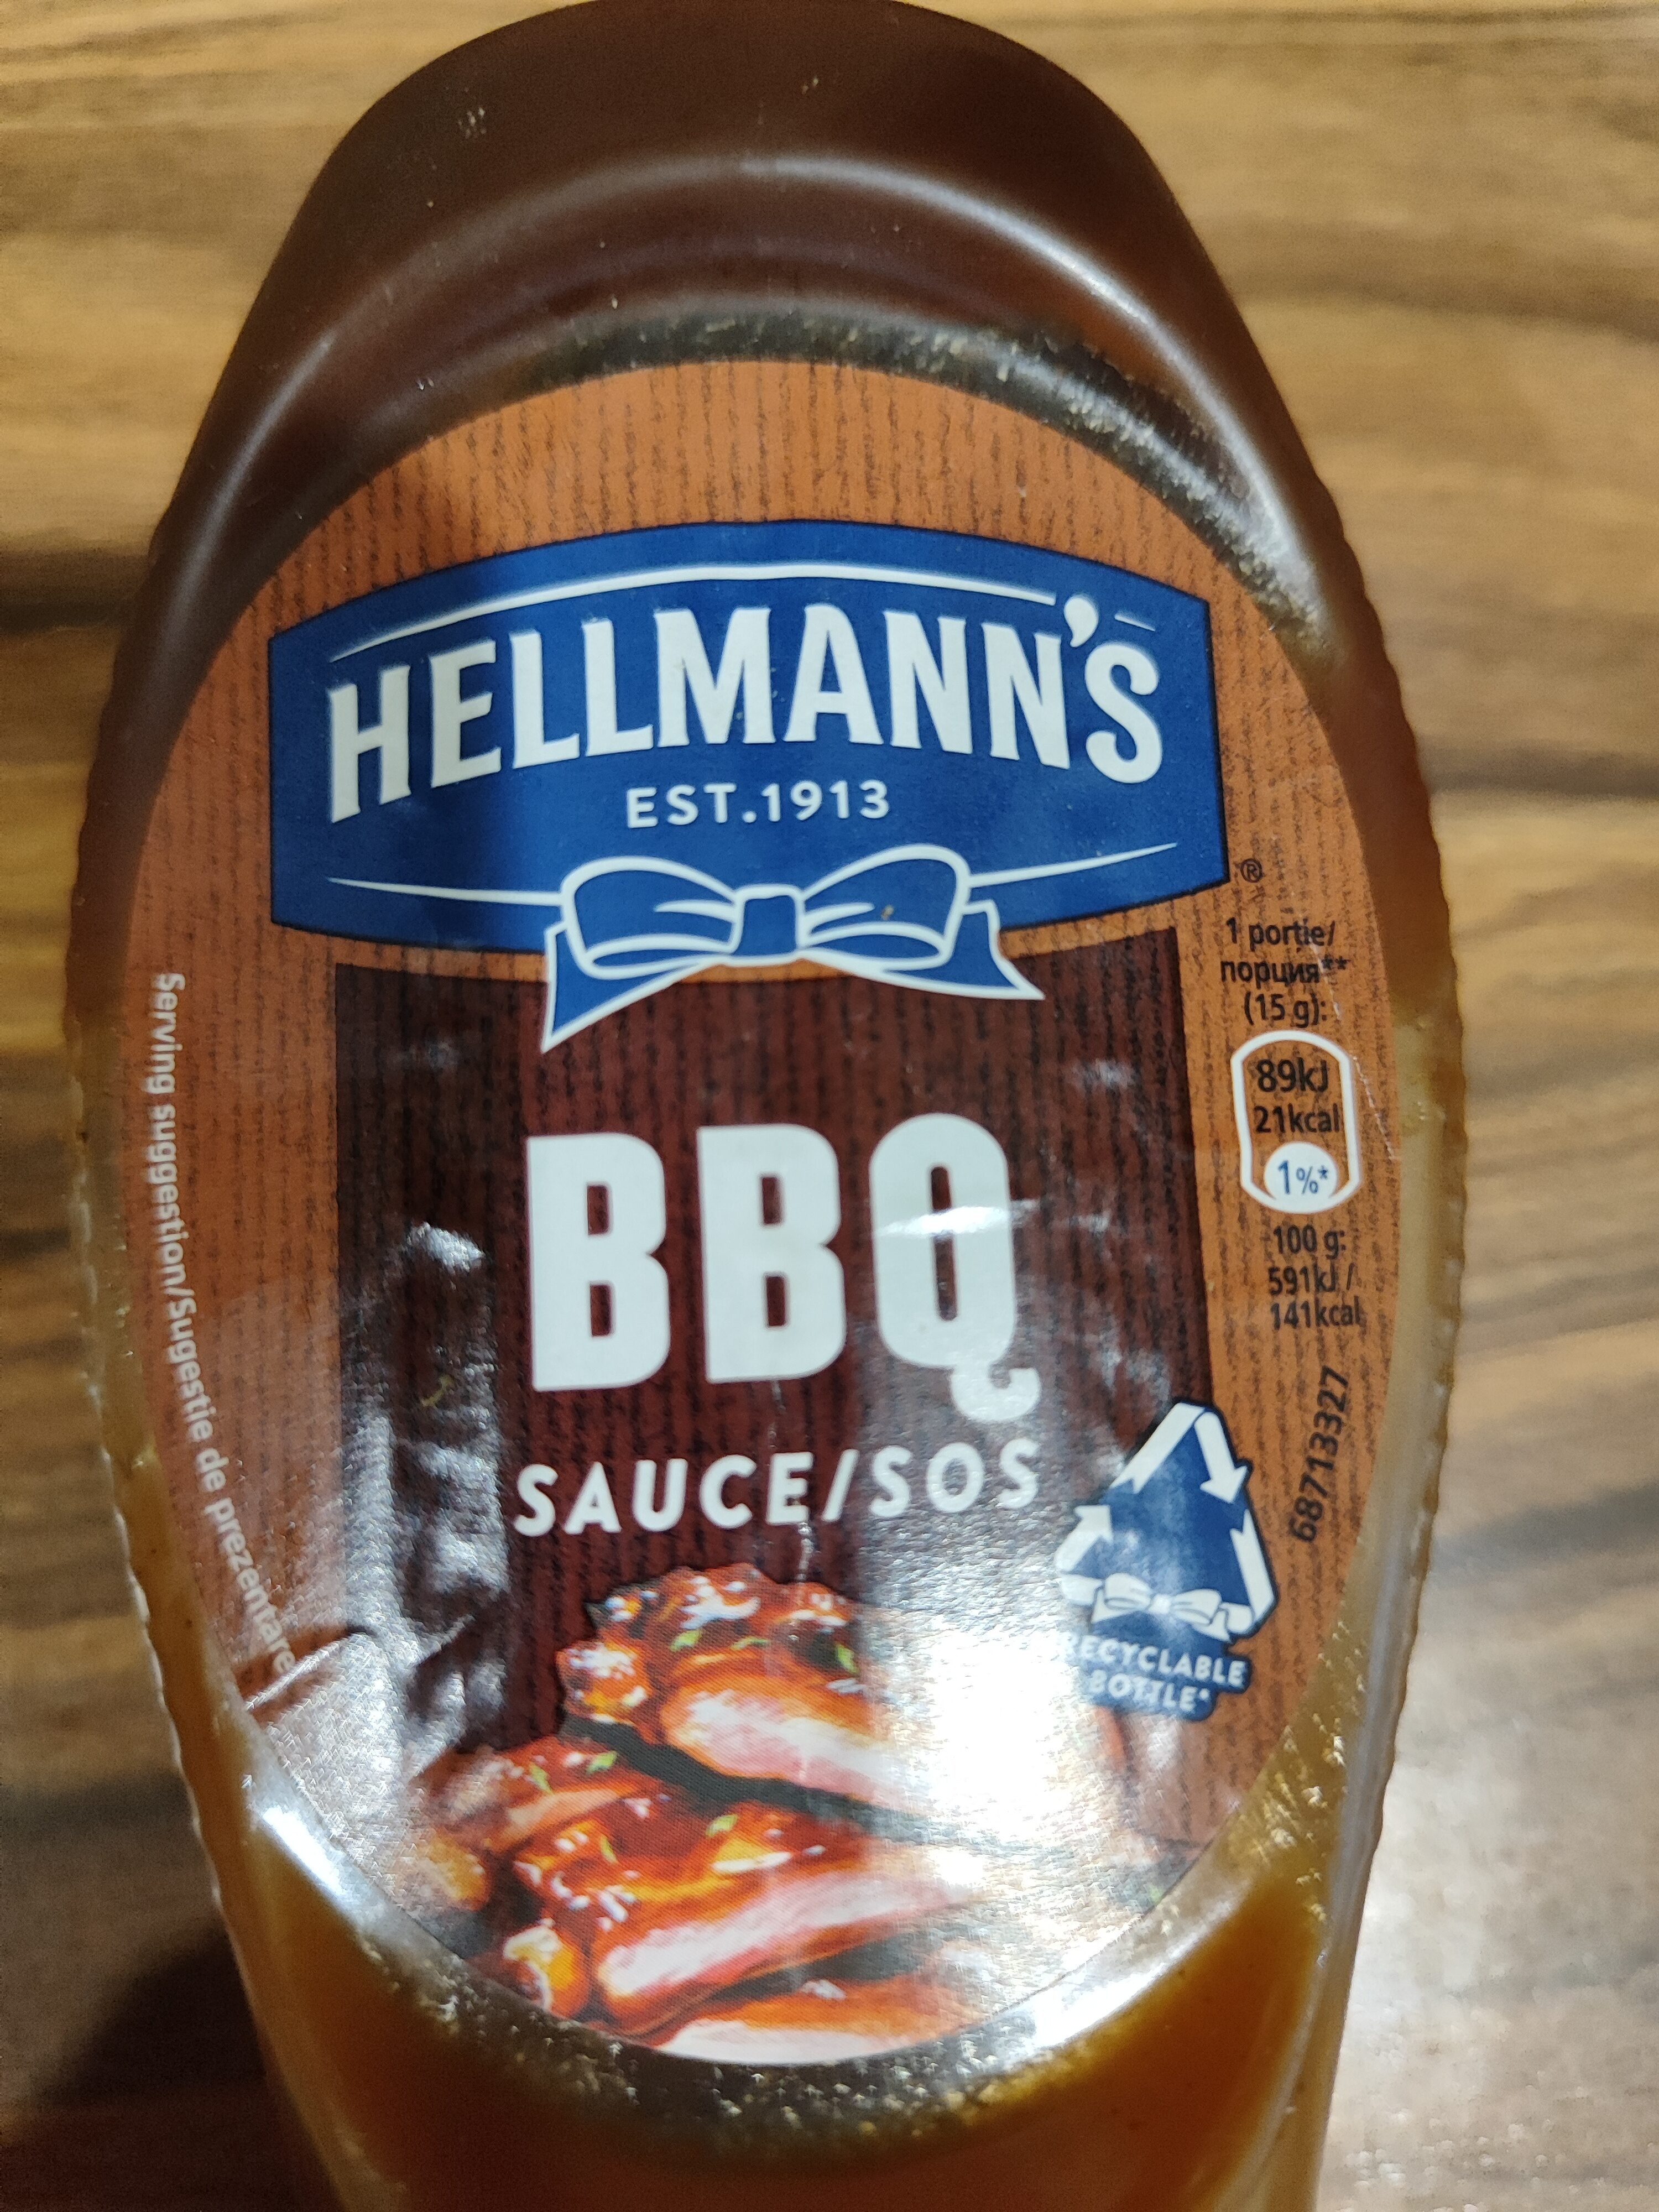 HELLMANN'S
EST.1913
®
1 portie/
порция**
(15 g):
89kJ
21kcal
1%*
100 g:
591kJ /
141kcal
68713327
Serving suggestion/Sugestie de prezentare
BBQ
SAUCE/SOS
RECYCLABLE
BOTTLE*